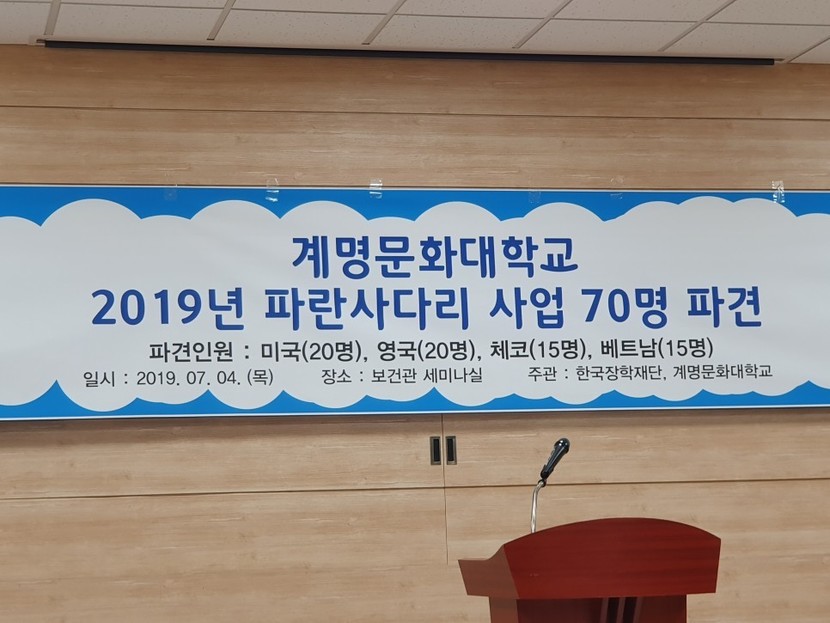 계명문화대학교
2019년 파란사다리 사업 70명 파견
파견인원 : 미국(20명), 영국(20명), 체코(15명), 베트남(15명)
일시 : 2019. 07. 04. (목) 장소 : 보건관 세미나실 주관 : 한국장학재단, 계명문화대학교